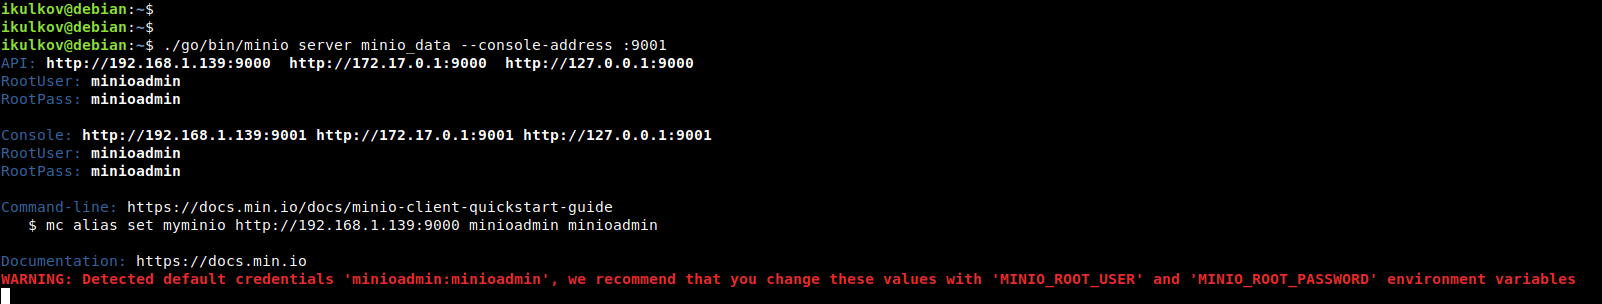 ikulkov@debian:~$
ikulkov@debian:~$
ikulkov@debian:~$ ./go/bin/minio server minio_data --console-address :9001
API: http://192.168.1.139:9000  http://172.17.0.1:9000  http://127.0.0.1:9000
RootUser: minioadmin
RootPass: minioadmin
Console: http://192.168.1.139:9001 http://172.17.0.1:9001 http://127.0.0.1:9001
RootUser: minioadmin
RootPass: minioadmin
Command-line: https://docs.min.io/docs/minio-client-quickstart-guide
   $ mc alias set myminio http://192.168.1.139:9000 minioadmin minioadmin
Documentation: https://docs.min.io
WARNING: Detected default credentials 'minioadmin:minioadmin', we recommend that you change these values with 'MINIO_ROOT_USER' and 'MINIO_ROOT_PASSWORD' environment variables